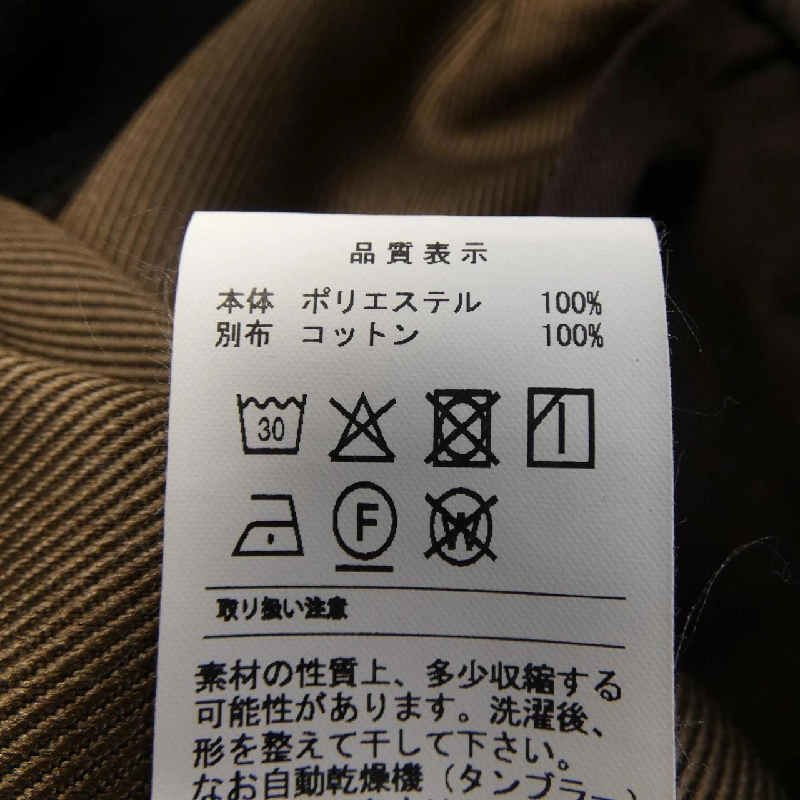 品質表示
本体 ポリエステル 100%
別布 コットン 100%
30
F
W
取り扱い注意
素材の性質上、多少収縮する
可能性があります。洗濯後、
形を整えて干して下さい。
なお自動乾燥機（タンブラー）